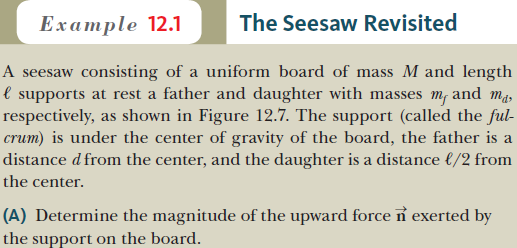 Example 12.1 The Seesaw Revisited
A seesaw consisting of a uniform board of mass M and length
ℓ supports at rest a father and daughter with masses m_f and m_d,
respectively, as shown in Figure 12.7. The support (called the ful-
crum) is under the center of gravity of the board, the father is a
distance d from the center, and the daughter is a distance ℓ/2 from
the center.
(A) Determine the magnitude of the upward force n⃗ exerted by
the support on the board.